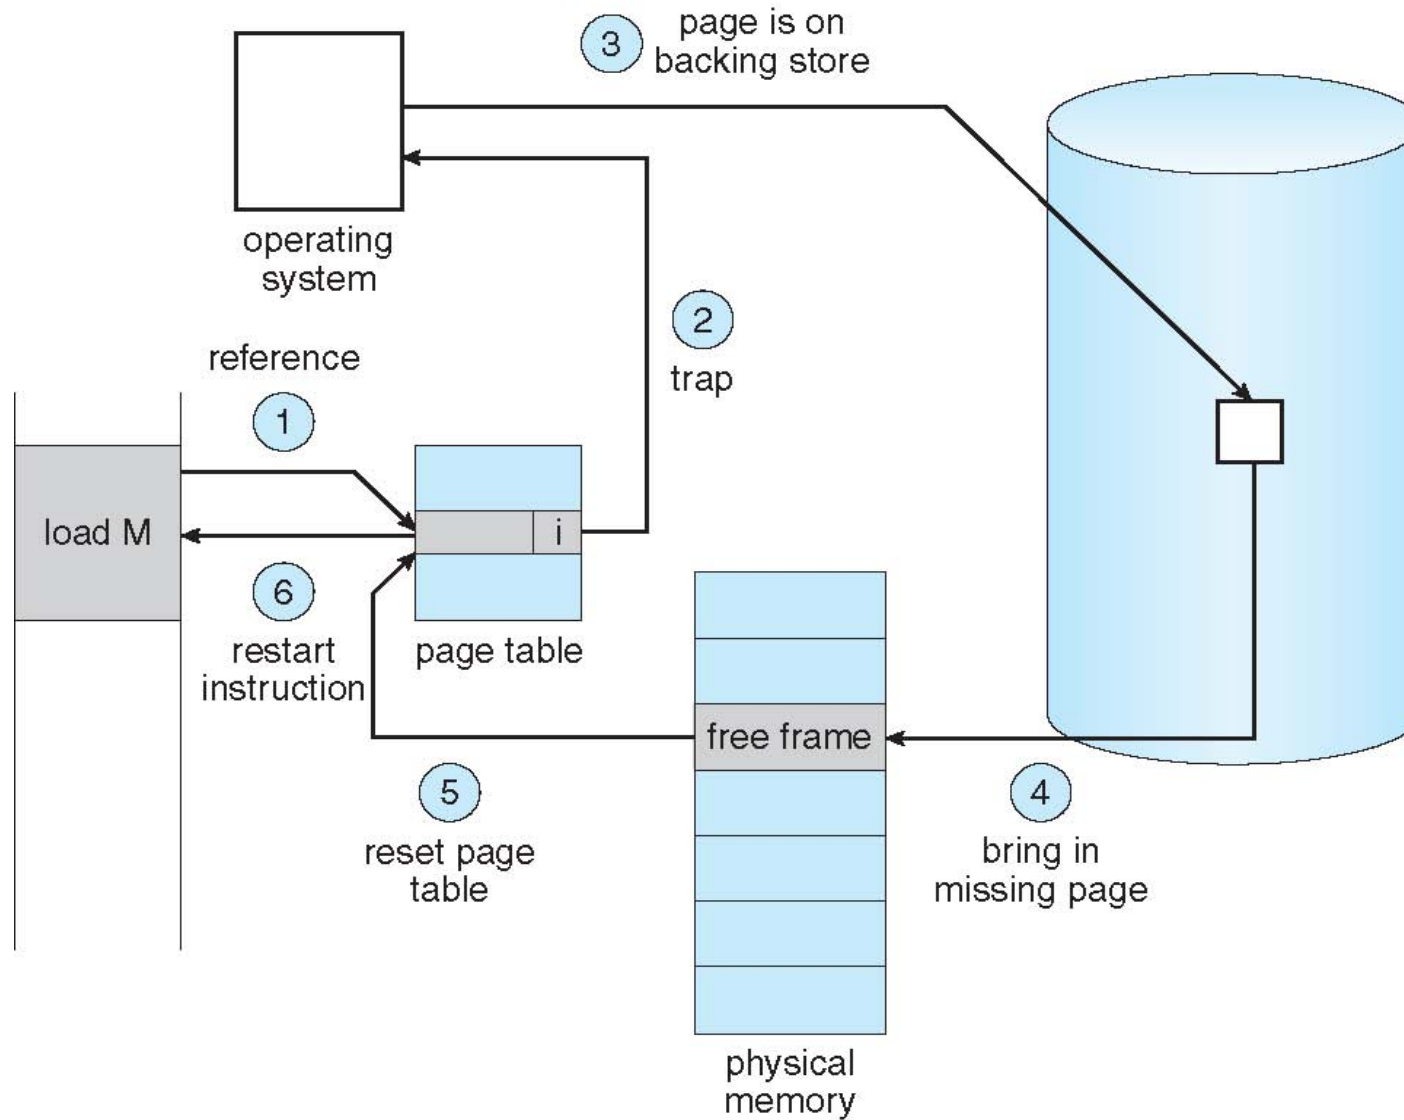 3
page is on
backing store
operating
system
2
trap
reference
1
load M
i
6
restart
instruction
page table
free frame
5
reset page
table
4
bring in
missing page
physical
memory